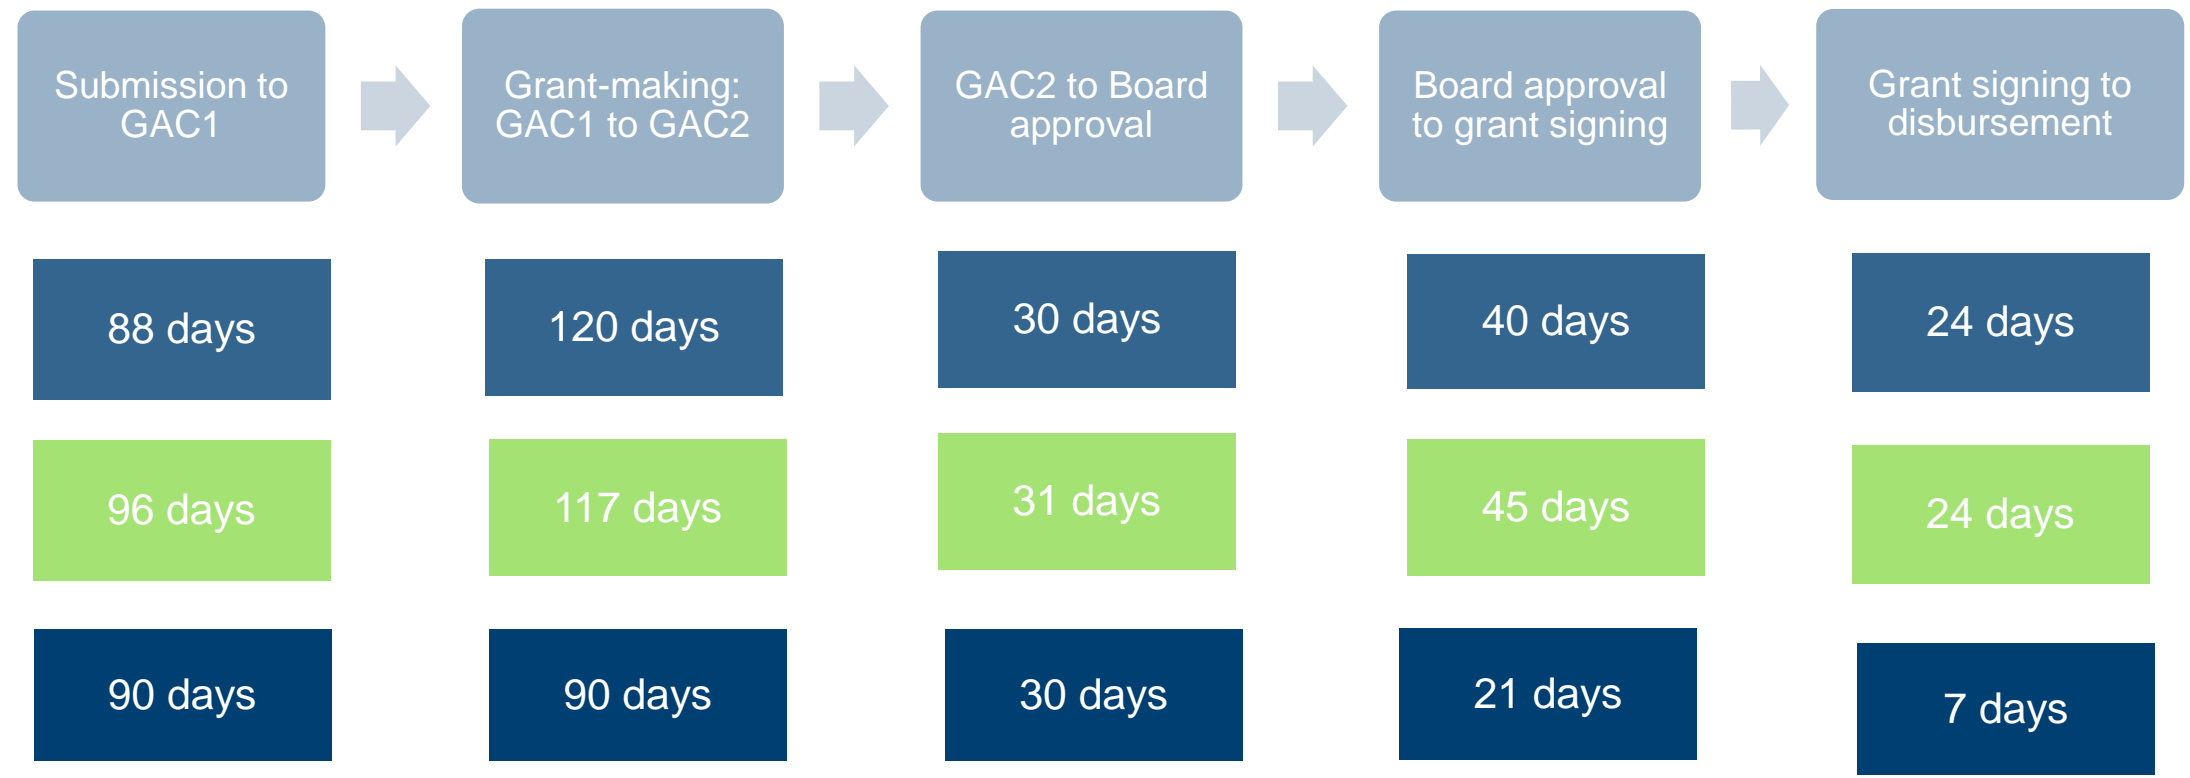 Submission to
GAC1
Grant-making:
GAC1 to GAC2
GAC2 to Board
approval
Board approval
to grant signing
Grant signing to
disbursement
88 days
120 days
30 days
40 days
24 days
96 days
117 days
31 days
45 days
24 days
90 days
90 days
30 days
21 days
7 days